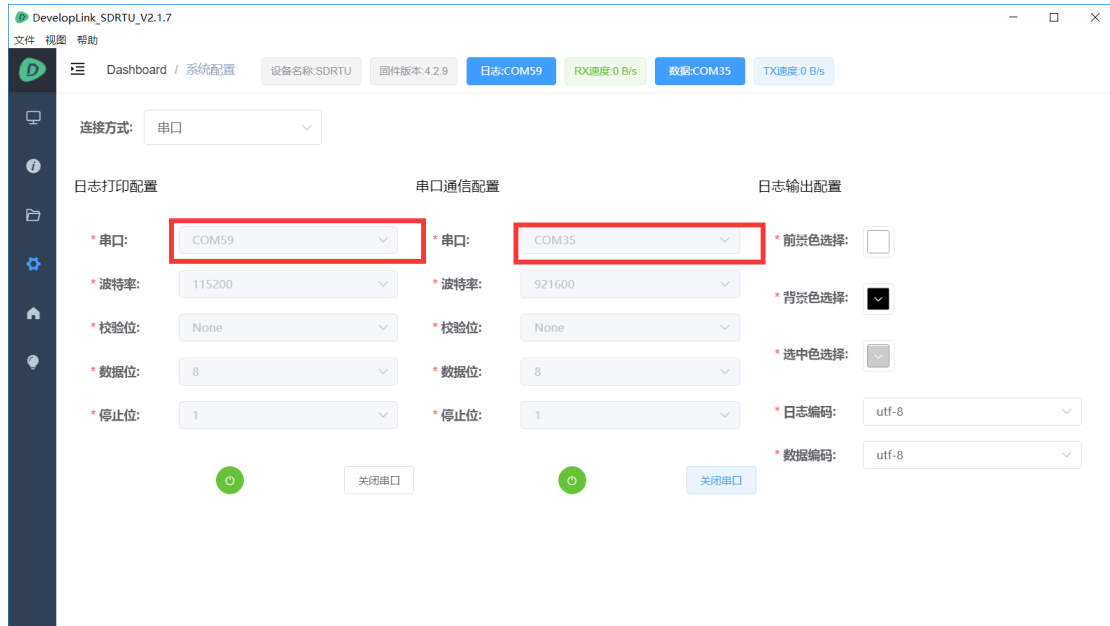 DevelopLink_SDRTU_V2.1.7
文件 视图 帮助
Dashboard / 系统配置 设备名称:SDRTU 固件版本:4.2.9 日志:COM59 RX速度:0 B/s 数据:COM35 TX速度:0 B/s
连接方式: 串口
日志打印配置 串口通信配置 日志输出配置
* 串口: COM59 * 串口: COM35 * 前景色选择:
* 波特率: 115200 * 波特率: 921600
* 背景色选择:
* 校验位: None * 校验位: None
* 选中色选择:
* 数据位: 8 * 数据位: 8
* 停止位: 1 * 停止位: 1 * 日志编码: utf-8
* 数据编码: utf-8
关闭串口 关闭串口